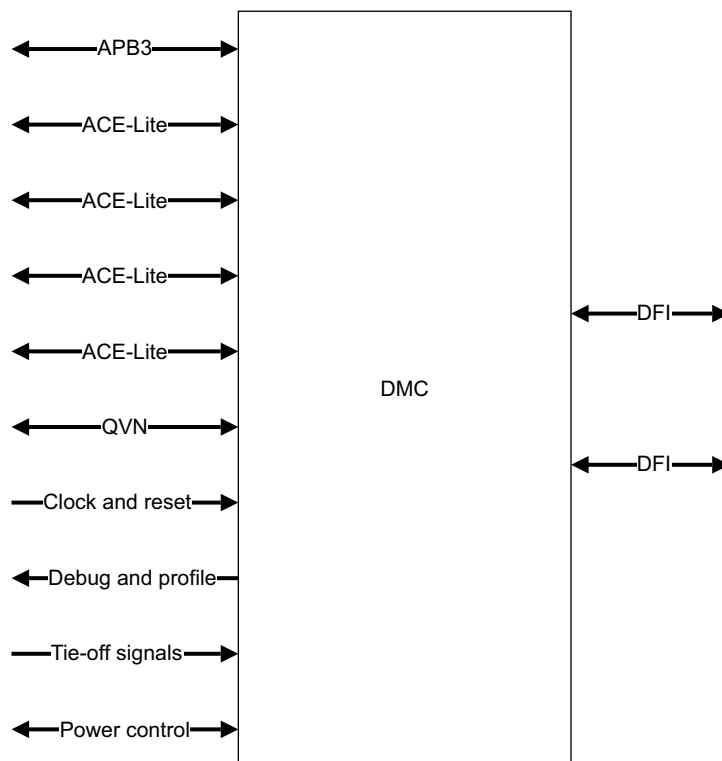 APB3
ACE-Lite
ACE-Lite
ACE-Lite
ACE-Lite
QVN
Clock and reset
Debug and profile
Tie-off signals
Power control
DMC
DFI
DFI